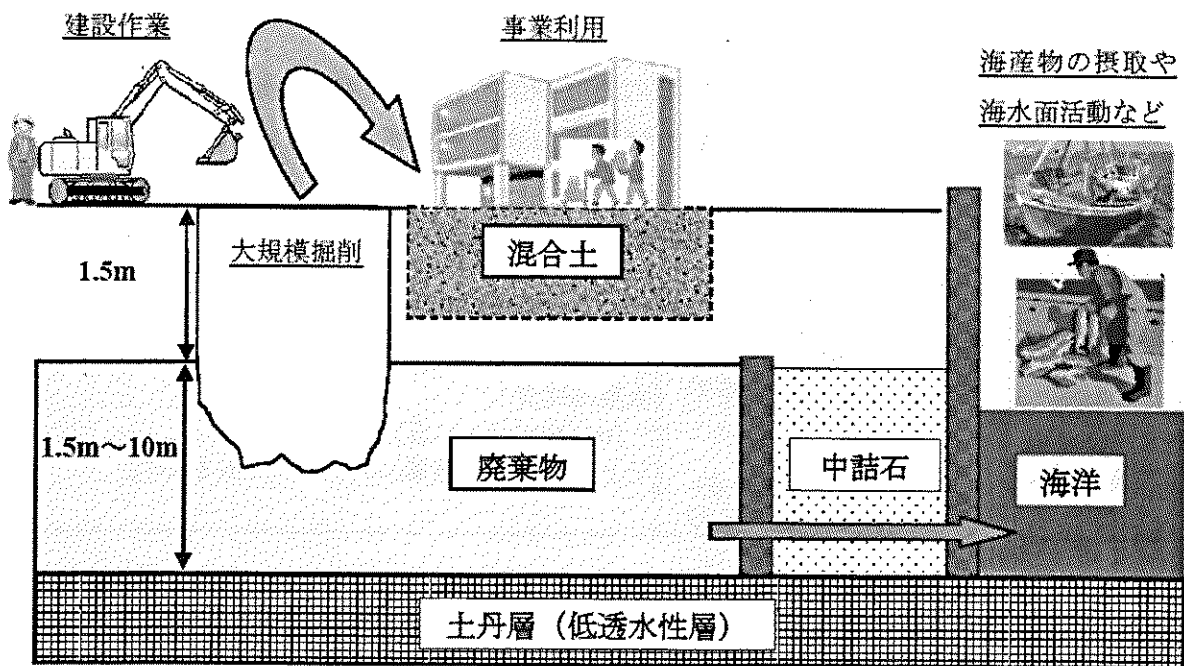 建設作業
事業利用
海産物の摂取や
海水面活動など
大規模掘削
混合土
1.5m
1.5m～10m
廃棄物
中詰石
海洋
土丹層（低透水性層）